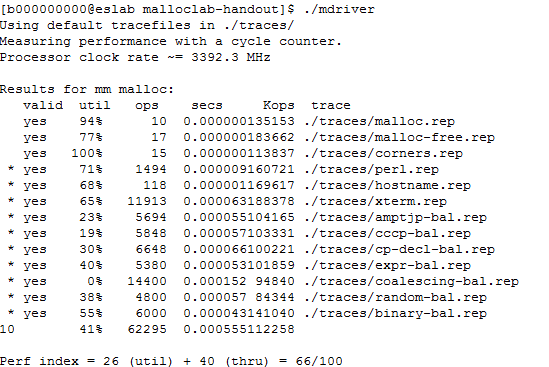 [b000000000@eslab malloclab-handout]$ ./mdriver
Using default tracefiles in ./traces/
Measuring performance with a cycle counter.
Processor clock rate ~= 3392.3 MHz
Results for mm malloc:
valid util ops secs Kops trace
yes 94% 10 0.000000135153 ./traces/malloc.rep
yes 77% 17 0.000000183662 ./traces/malloc-free.rep
yes 100% 15 0.000000113837 ./traces/corners.rep
* yes 71% 1494 0.000009160721 ./traces/perl.rep
* yes 68% 118 0.000001169617 ./traces/hostname.rep
* yes 65% 11913 0.000063188378 ./traces/xterm.rep
* yes 23% 5694 0.000055104165 ./traces/amptjp-bal.rep
* yes 19% 5848 0.000057103331 ./traces/cccp-bal.rep
* yes 30% 6648 0.000066100221 ./traces/cp-decl-bal.rep
* yes 40% 5380 0.000053101859 ./traces/expr-bal.rep
* yes 0% 14400 0.000152 94840 ./traces/coalescing-bal.rep
* yes 38% 4800 0.000057 84344 ./traces/random-bal.rep
* yes 55% 6000 0.000043141040 ./traces/binary-bal.rep
10 41% 62295 0.000555112258
Perf index = 26 (util) + 40 (thru) = 66/100